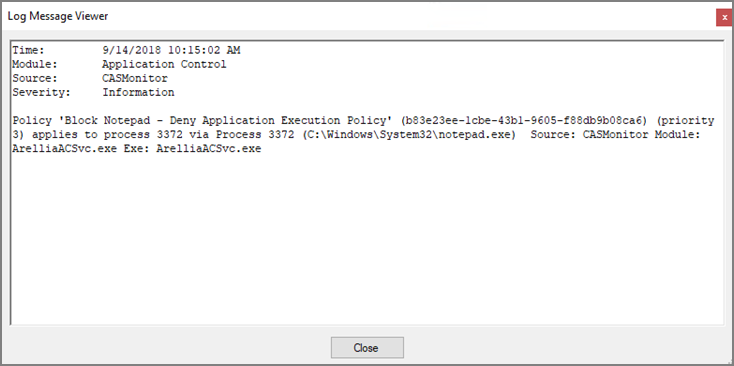 Log Message Viewer
x
Time: 9/14/2018 10:15:02 AM
Module: Application Control
Source: CASMonitor
Severity: Information
Policy 'Block Notepad - Deny Application Execution Policy' (b83e23ee-1cbe-43b1-9605-f88db9b08ca6) (priority
3) applies to process 3372 via Process 3372 (C:\Windows\System32\notepad.exe)  Source: CASMonitor Module:
ArelliaACSvc.exe Exe: ArelliaACSvc.exe
Close